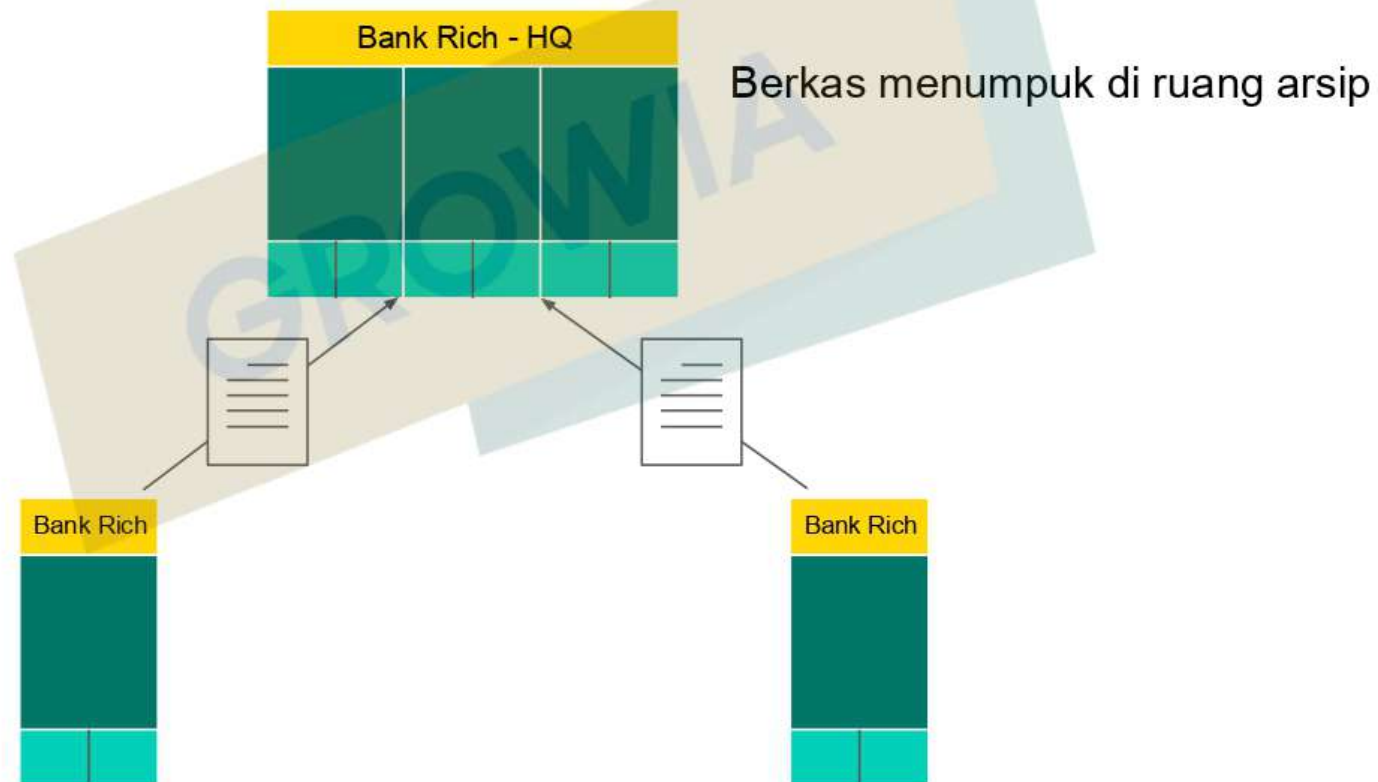 Bank Rich - HQ
Berkas menumpuk di ruang arsip
GROWIA
Bank Rich
Bank Rich